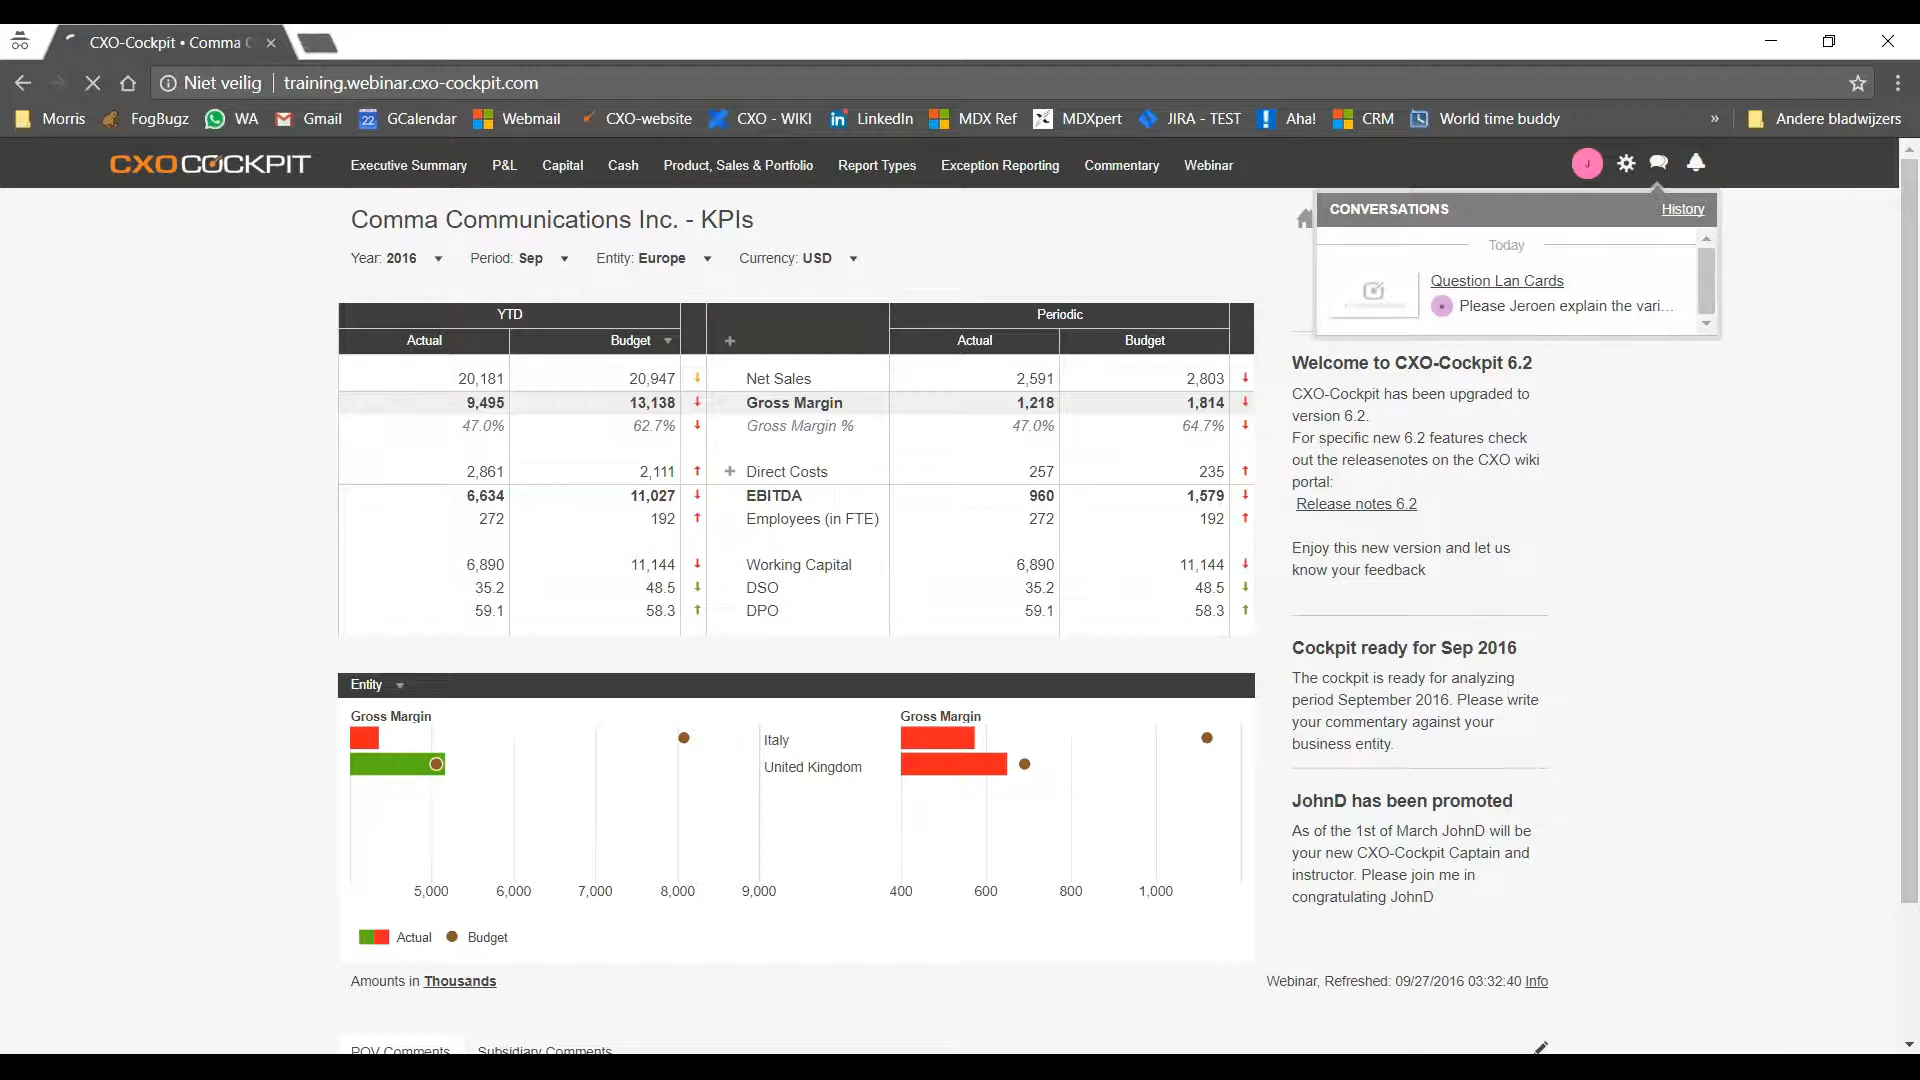 CXO-Cockpit • Comma C
Niet veilig training.webinar.cxo-cockpit.com
Morris FogBugz WA Gmail 22 GCalendar Webmail CXO-website CXO - WIKI in LinkedIn MDX Ref MDXpert JIRA - TEST Aha! CRM World time buddy » Andere bladwijzers
CXOCOCKPIT Executive Summary P&L Capital Cash Product, Sales & Portfolio Report Types Exception Reporting Commentary Webinar J
Comma Communications Inc. - KPIs
Year: 2016 Period: Sep Entity: Europe Currency: USD
CONVERSATIONS History
Today
Question Lan Cards
Please Jeroen explain the vari...
YTD Periodic
Actual Budget + Actual Budget
20,181 20,947 Net Sales 2,591 2,803
9,495 13,138 Gross Margin 1,218 1,814
47.0% 62.7% Gross Margin % 47.0% 64.7%
2,861 2,111 + Direct Costs 257 235
6,634 11,027 EBITDA 960 1,579
272 192 Employees (in FTE) 272 192
6,890 11,144 Working Capital 6,890 11,144
35.2 48.5 DSO 35.2 48.5
59.1 58.3 DPO 59.1 58.3
Welcome to CXO-Cockpit 6.2
CXO-Cockpit has been upgraded to
version 6.2.
For specific new 6.2 features check
out the releasenotes on the CXO wiki
portal:
Release notes 6.2
Enjoy this new version and let us
know your feedback
Cockpit ready for Sep 2016
The cockpit is ready for analyzing
period September 2016. Please write
your commentary against your
business entity.
JohnD has been promoted
As of the 1st of March JohnD will be
your new CXO-Cockpit Captain and
instructor. Please join me in
congratulating JohnD
Entity
Gross Margin Gross Margin
Italy
United Kingdom
5,000 6,000 7,000 8,000 9,000 400 600 800 1,000
Actual Budget
Amounts in Thousands
Webinar, Refreshed: 09/27/2016 03:32:40 Info
POV Comments Subsidiary Comments